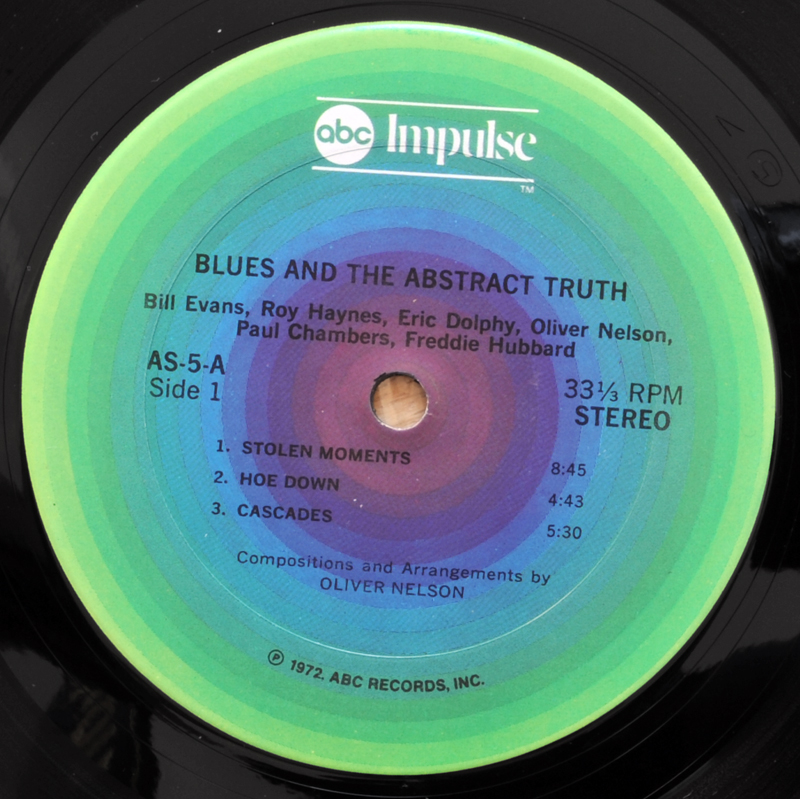 abc Impulse
TM
BLUES AND THE ABSTRACT TRUTH
Bill Evans, Roy Haynes, Eric Dolphy, Oliver Nelson,
Paul Chambers, Freddie Hubbard
AS-5-A
Side 1
33⅓ RPM
STEREO
1. STOLEN MOMENTS 8:45
2. HOE DOWN 4:43
3. CASCADES 5:30
Compositions and Arrangements by
OLIVER NELSON
℗ 1972. ABC RECORDS, INC.